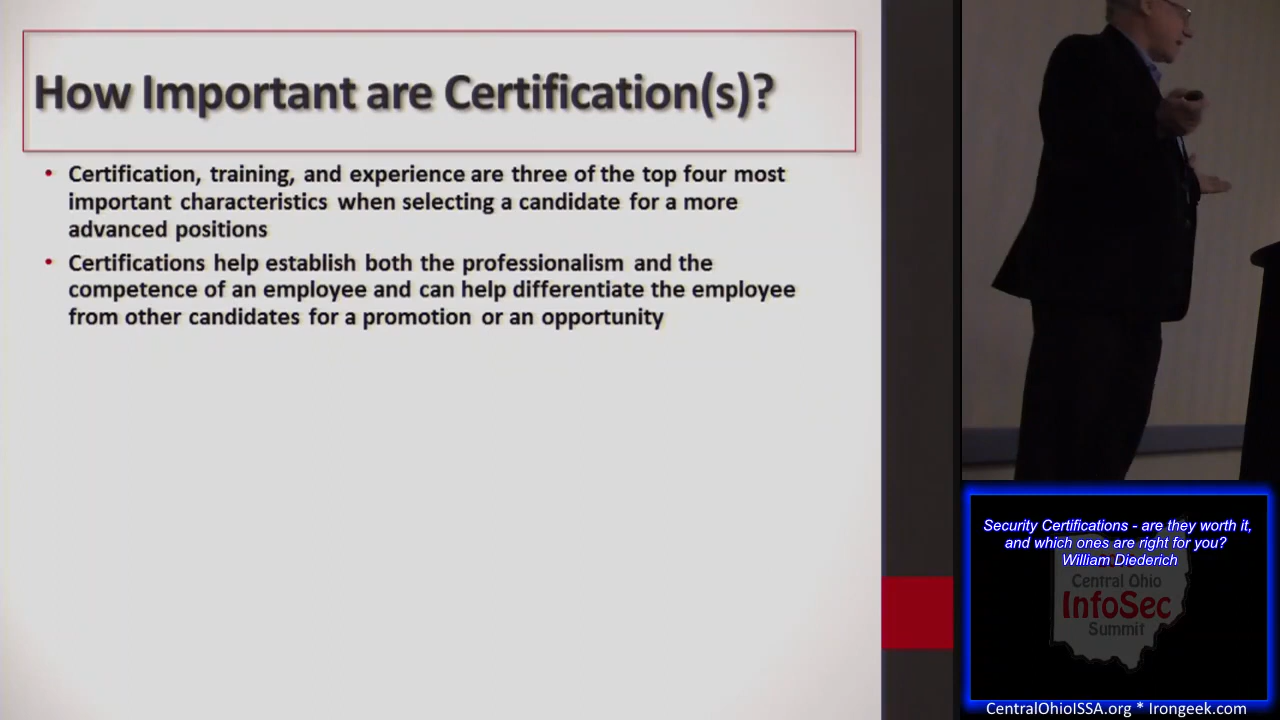 How Important are Certification(s)?
• Certification, training, and experience are three of the top four most
important characteristics when selecting a candidate for a more
advanced positions
• Certifications help establish both the professionalism and the
competence of an employee and can help differentiate the employee
from other candidates for a promotion or an opportunity
Security Certifications - are they worth it,
and which ones are right for you?
William Diederich
Central Ohio
InfoSec
Summit
CentralOhioISSA.org * Irongeek.com